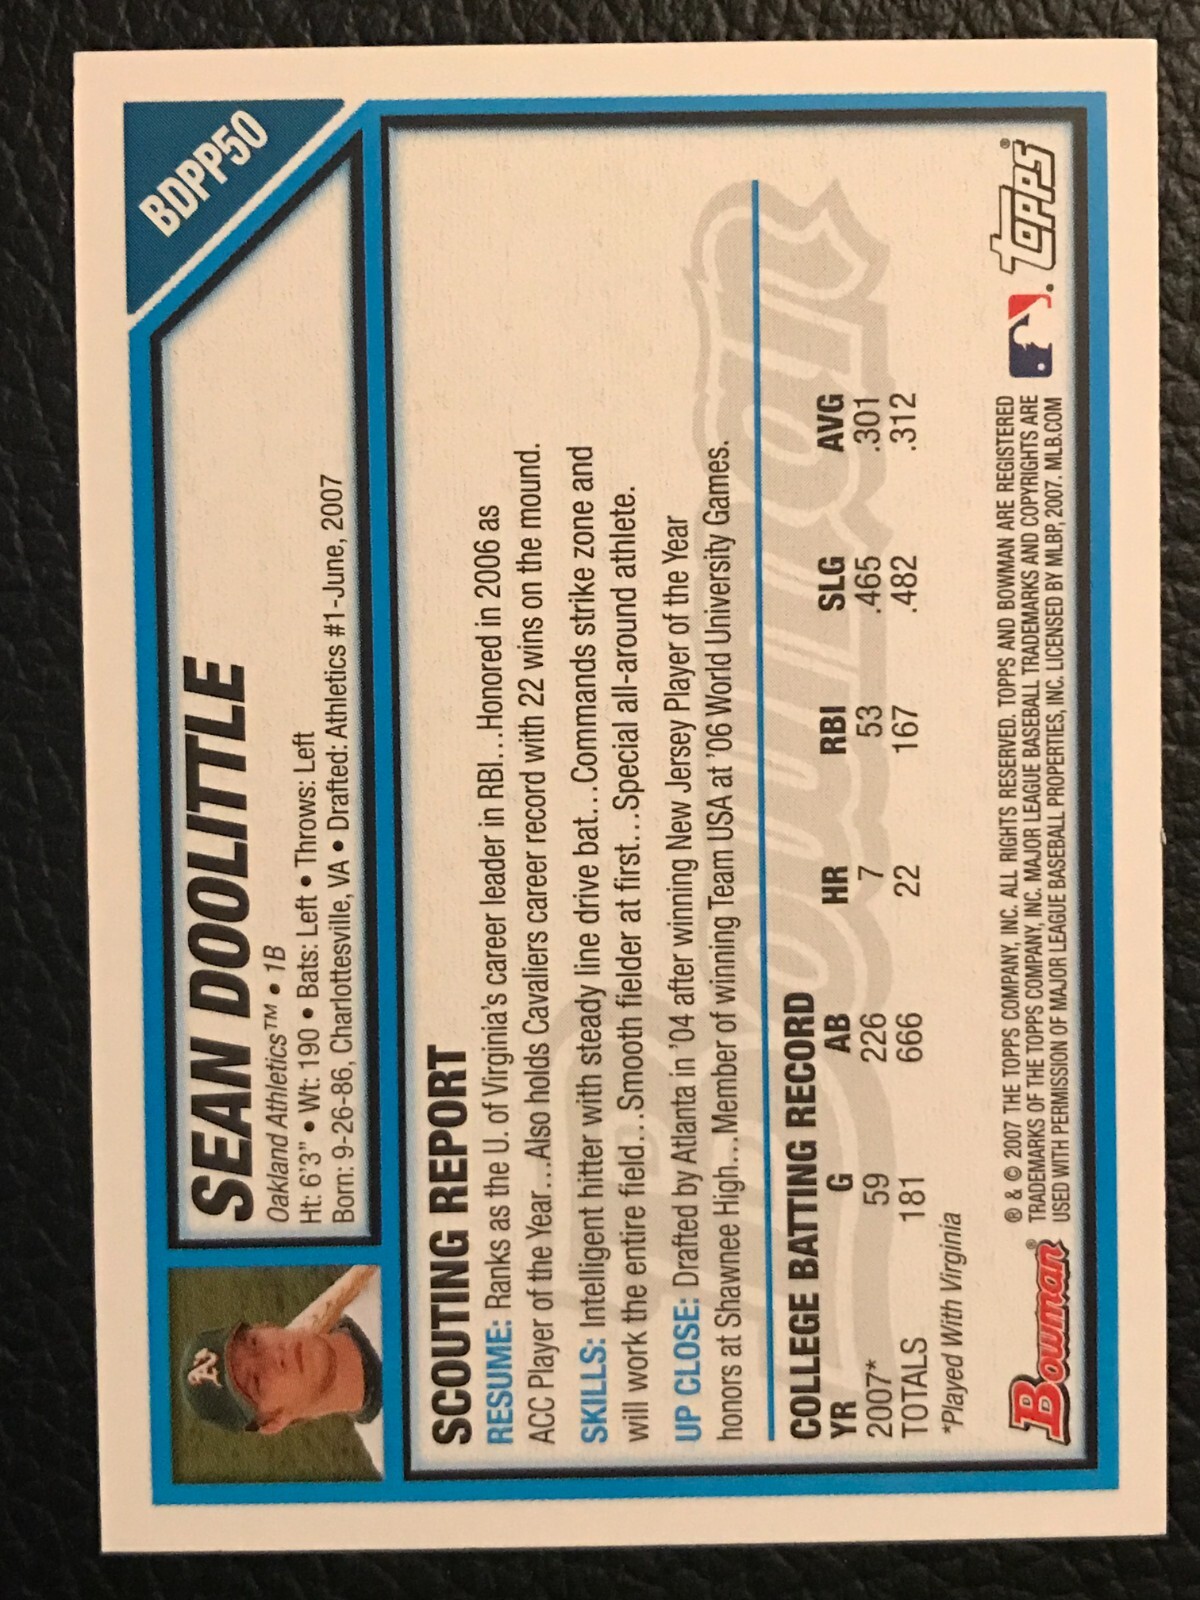 BDPP50
SEAN DOOLITTLE
Oakland Athletics™ • 1B
Ht: 6'3" • Wt: 190 • Bats: Left • Throws: Left
Born: 9-26-86, Charlottesville, VA • Drafted: Athletics #1-June, 2007
SCOUTING REPORT
RESUME: Ranks as the U. of Virginia's career leader in RBI...Honored in 2006 as
ACC Player of the Year...Also holds Cavaliers career record with 22 wins on the mound.
SKILLS: Intelligent hitter with steady line drive bat...Commands strike zone and
will work the entire field...Smooth fielder at first...Special all-around athlete.
UP CLOSE: Drafted by Atlanta in '04 after winning New Jersey Player of the Year
honors at Shawnee High...Member of winning Team USA at '06 World University Games.
Bowman
COLLEGE BATTING RECORD
YR G AB HR RBI SLG AVG
2007* 59 226 7 53 .465 .301
TOTALS 181 666 22 167 .482 .312
*Played With Virginia
Bowman®
® & © 2007 THE TOPPS COMPANY, INC. ALL RIGHTS RESERVED. TOPPS AND BOWMAN ARE REGISTERED
TRADEMARKS OF THE TOPPS COMPANY, INC. MAJOR LEAGUE BASEBALL TRADEMARKS AND COPYRIGHTS ARE
USED WITH PERMISSION OF MAJOR LEAGUE BASEBALL PROPERTIES, INC. LICENSED BY MLBP, 2007. MLB.COM
Topps®